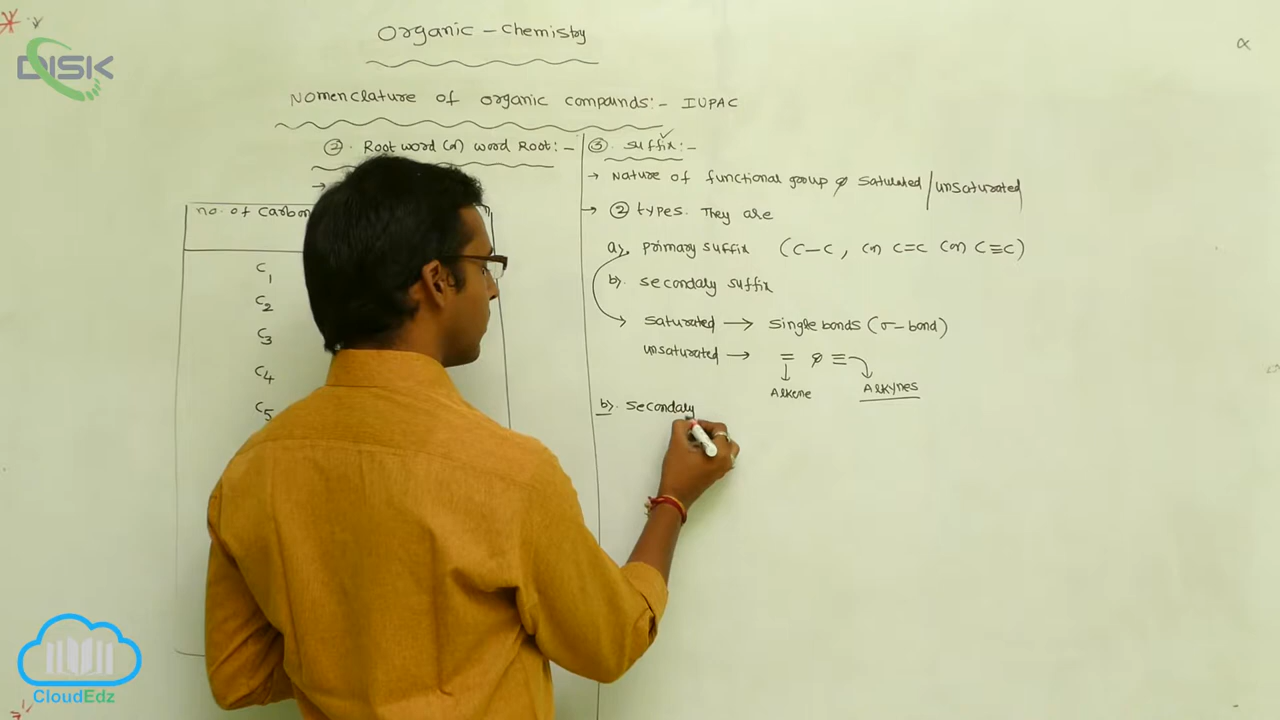 Organic - Chemistry
DISK
Nomenclature of organic compounds:- IUPAC
②. Root word (or) word Root:-
no. of Carbon
C1
C2
C3
C4
C5
③. suffix:-
→ Nature of functional group & saturated/unsaturated
→ ② types. They are
a). primary suffix (C-C, (or) C=C (or) C≡C)
b). secondary suffix
saturated → single bonds (σ-bond)
unsaturated → = & ≡
Alkene Alkynes
b). secondary
CloudEdz